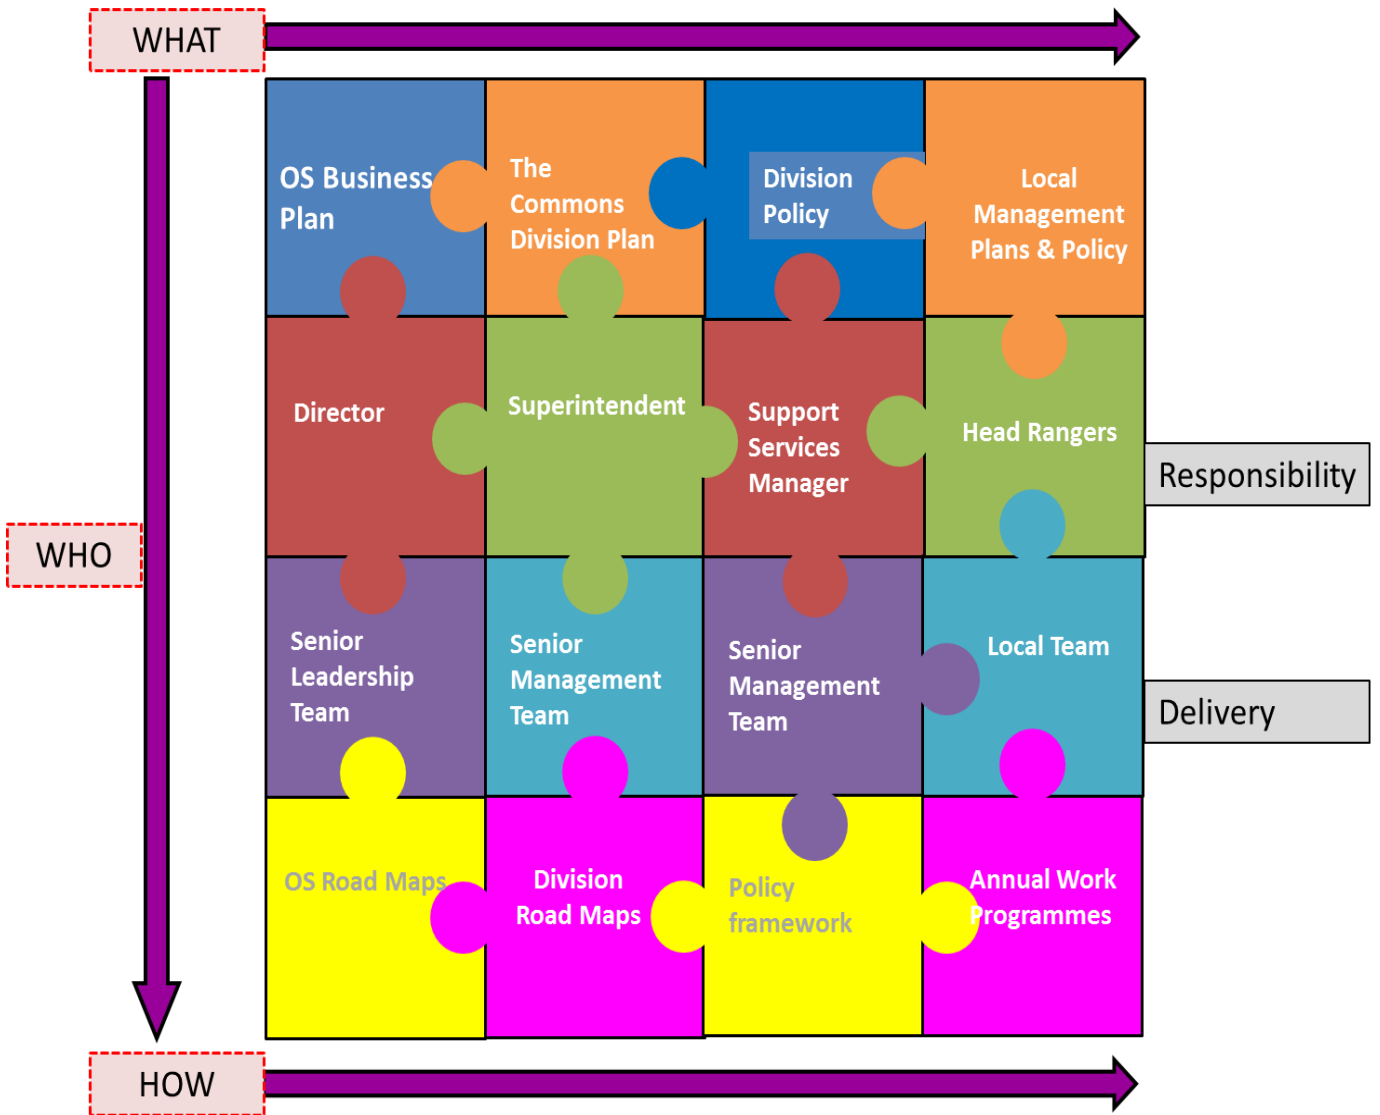 WHAT
OS Business
Plan
The
Commons
Division Plan
Division
Policy
Local
Management
Plans & Policy
Director
Superintendent
Support
Services
Manager
Head Rangers
Responsibility
WHO
Senior
Leadership
Team
Senior
Management
Team
Senior
Management
Team
Local Team
Delivery
OS Road Maps
Division
Road Maps
Policy
framework
Annual Work
Programmes
HOW